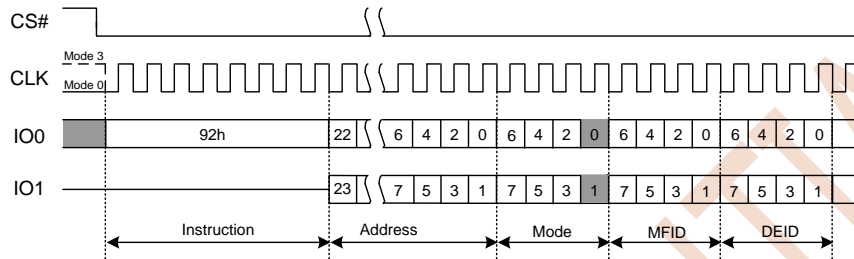 CS#
Mode 3
CLK
Mode 0
IO0 92h 22 6 4 2 0 6 4 2 0 6 4 2 0 6 4 2 0
IO1 23 7 5 3 1 7 5 3 1 7 5 3 1 7 5 3 1
Instruction Address Mode MFID DEID